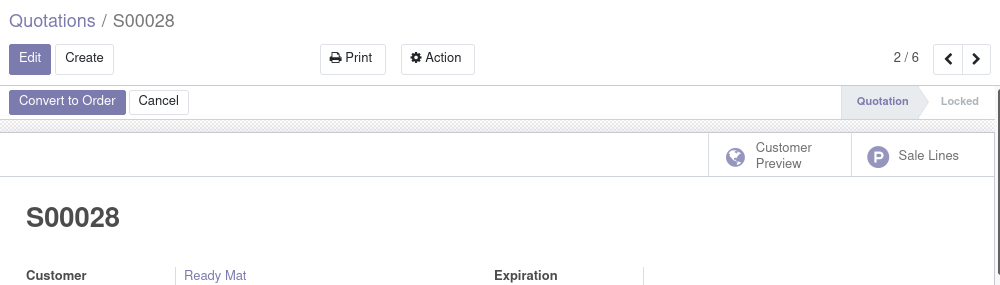 Quotations / S00028
Edit Create Print Action 2 / 6
Convert to Order Cancel Quotation Locked
Customer Preview P Sale Lines
S00028
Customer Ready Mat Expiration